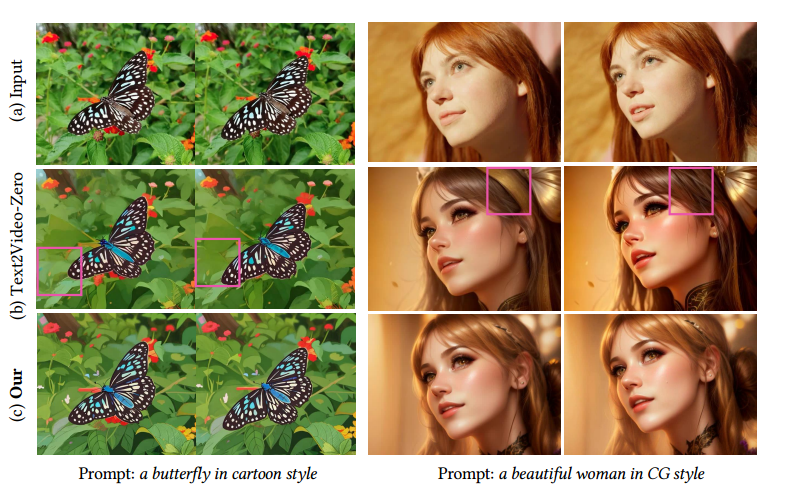 (a) Input
(b) Text2Video-Zero
(c) Our
Prompt: a butterfly in cartoon style
Prompt: a beautiful woman in CG style